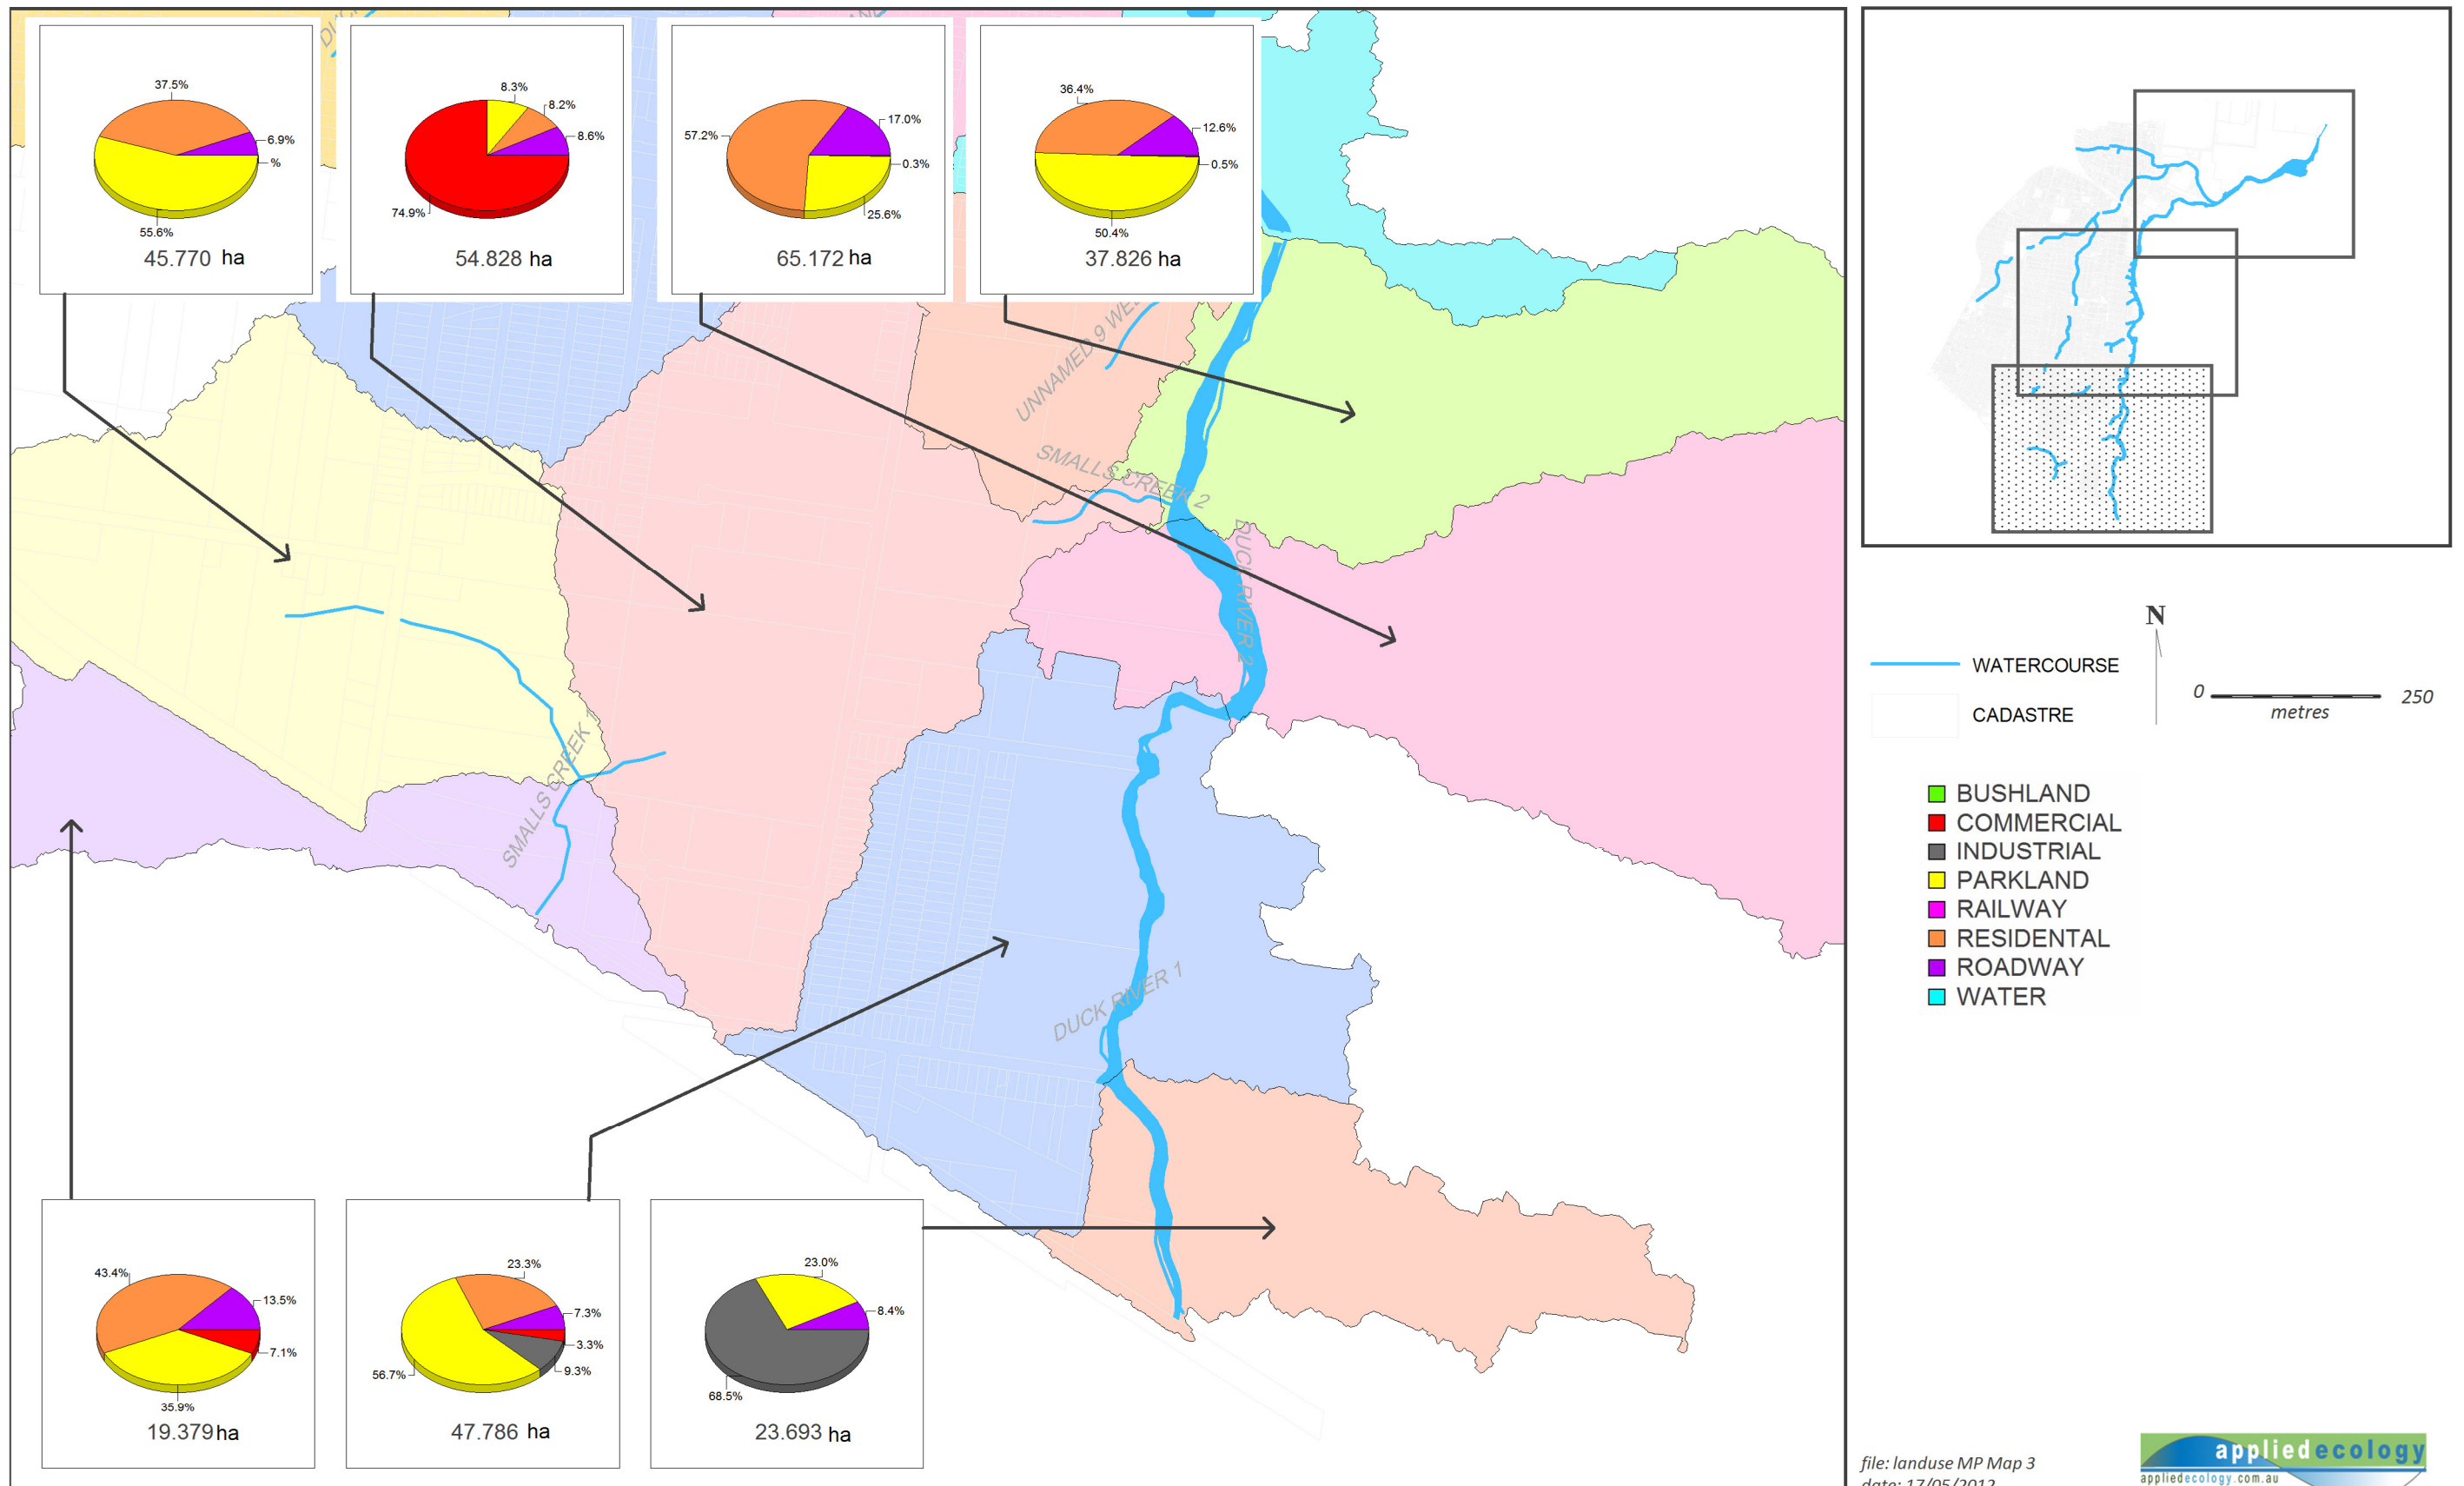 37.5%
6.9%
%
55.6%
45.770 ha
8.3%
8.2%
8.6%
74.9%
54.828 ha
57.2%
17.0%
0.3%
25.6%
65.172 ha
36.4%
12.6%
0.5%
50.4%
37.826 ha
UNNAMED 9 WE
SMALLS CREEK 2
DUCK RIVER 2
SMALLS CREEK 1
DUCK RIVER 1
43.4%
13.5%
7.1%
35.9%
19.379 ha
23.3%
7.3%
3.3%
9.3%
56.7%
47.786 ha
23.0%
8.4%
68.5%
23.693 ha
WATERCOURSE
CADASTRE
N
0 250
metres
BUSHLAND
COMMERCIAL
INDUSTRIAL
PARKLAND
RAILWAY
RESIDENTAL
ROADWAY
WATER
file: landuse MP Map 3
date: 17/05/2012
appliedecology
appliedecology.com.au